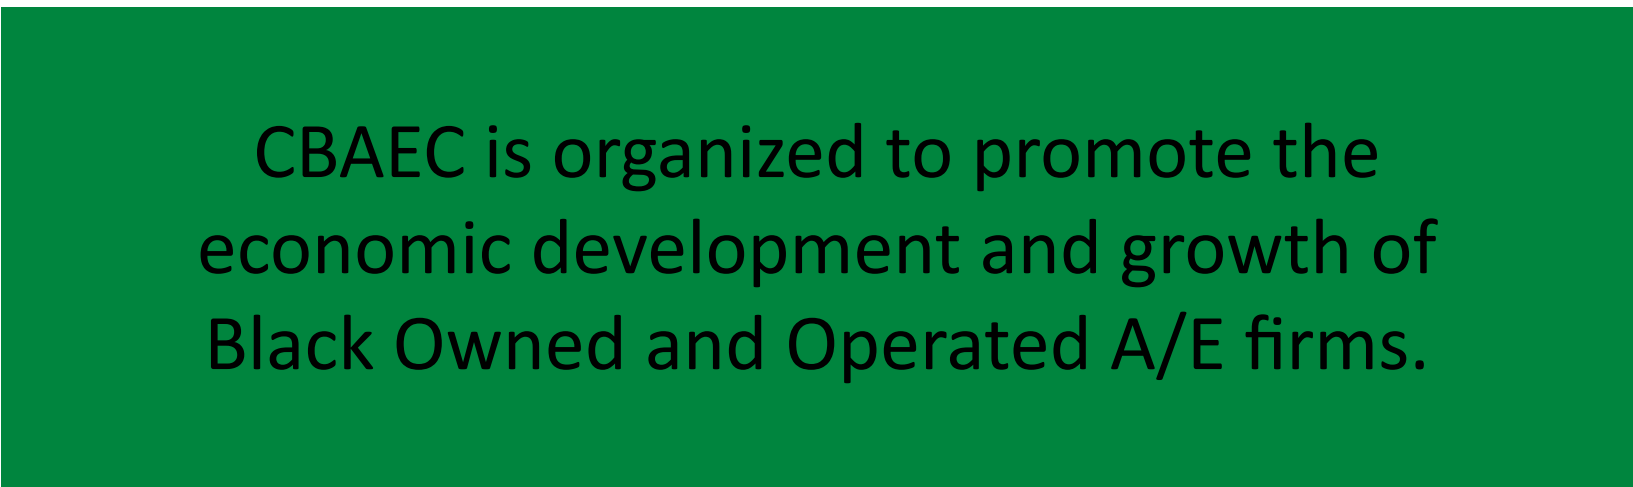 CBAEC is organized to promote the
economic development and growth of
Black Owned and Operated A/E firms.